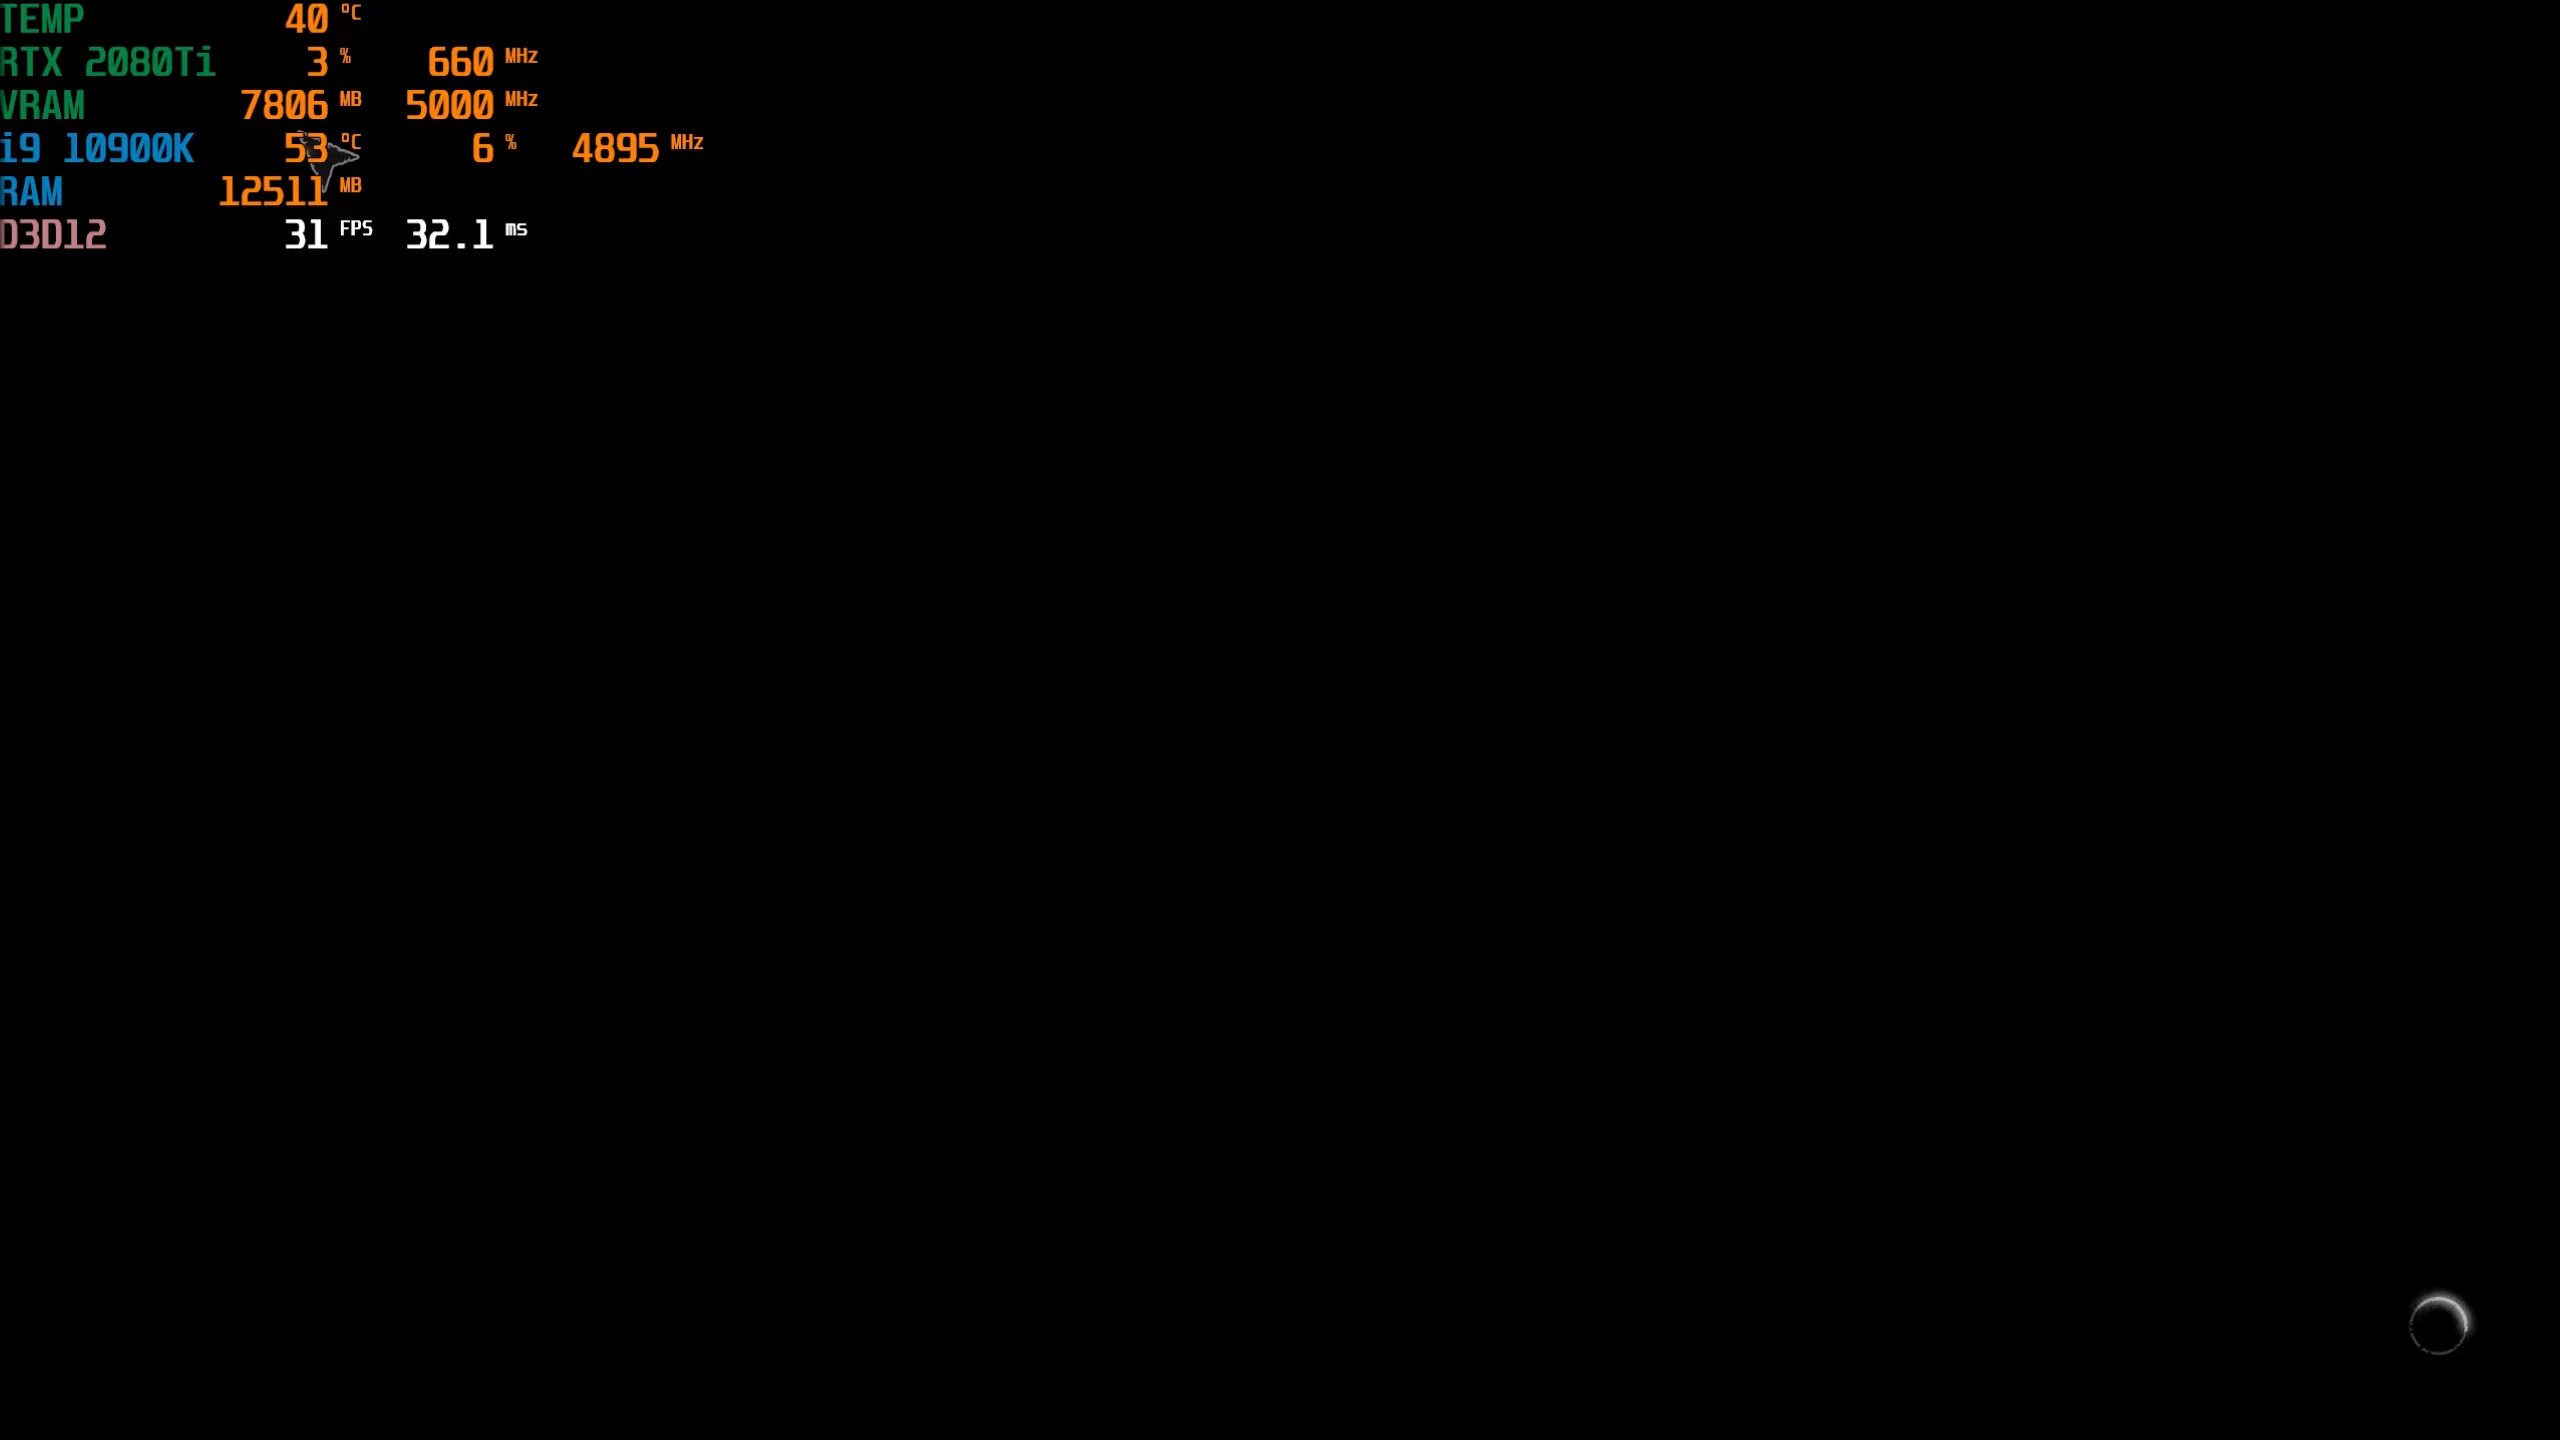 TEMP 40 °C
RTX 2080Ti 3 % 660 MHz
VRAM 7806 MB 5000 MHz
i9 10900K 53 °C 6 % 4895 MHz
RAM 12511 MB
D3D12 31 FPS 32.1 ms